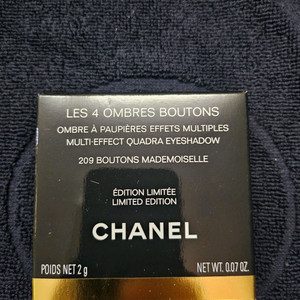 LES 4 OMBRES BOUTONS
OMBRE À PAUPIÈRES EFFETS MULTIPLES
MULTI-EFFECT QUADRA EYESHADOW
209 BOUTONS MADEMOISELLE
ÉDITION LIMITÉE
LIMITED EDITION
CHANEL
POIDS NET 2 g NET WT. 0.07 OZ.